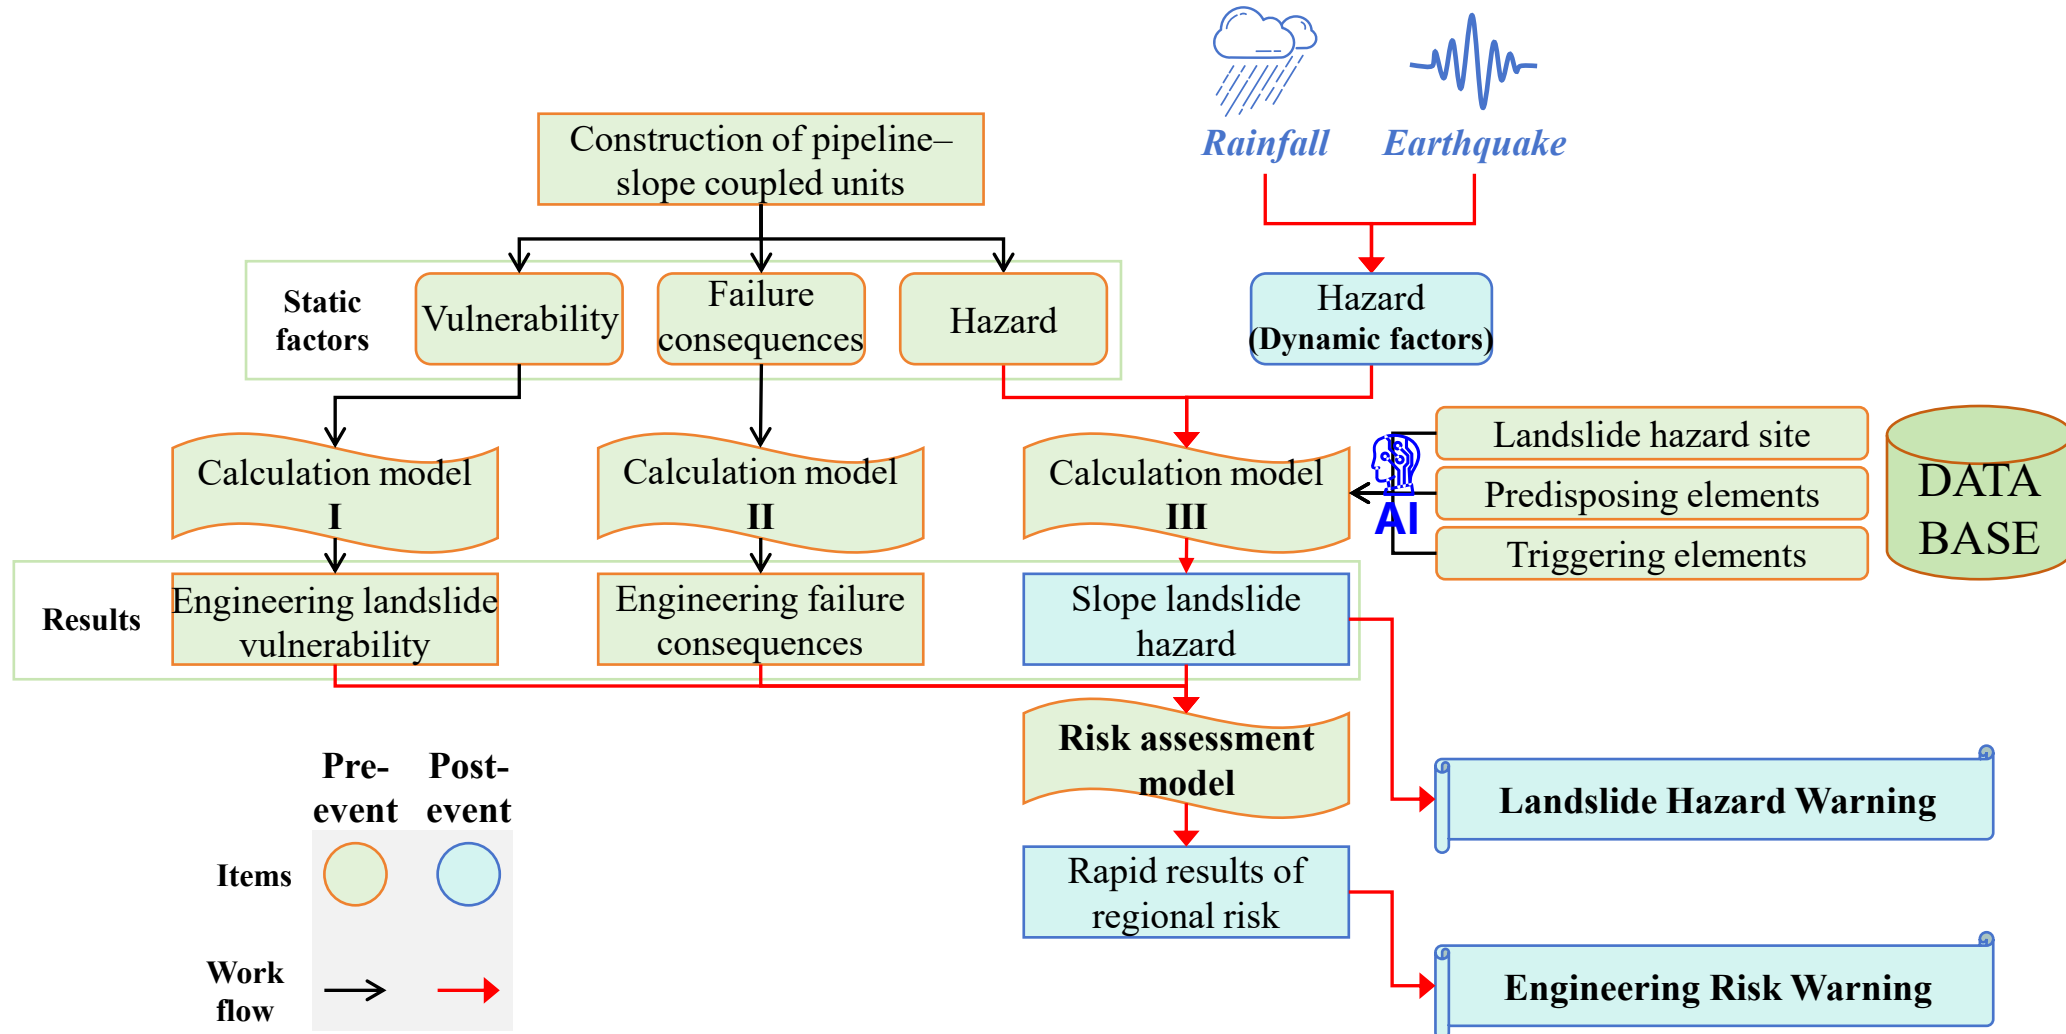 Rainfall
Earthquake
Construction of pipeline–
slope coupled units
Static
factors
Vulnerability
Failure
consequences
Hazard
Hazard
(Dynamic factors)
Calculation model
I
Calculation model
II
Calculation model
III
AI
Landslide hazard site
Predisposing elements
Triggering elements
DATA
BASE
Results
Engineering landslide
vulnerability
Engineering failure
consequences
Slope landslide
hazard
Risk assessment
model
Rapid results of
regional risk
Landslide Hazard Warning
Engineering Risk Warning
Pre-
event
Post-
event
Items
Work
flow